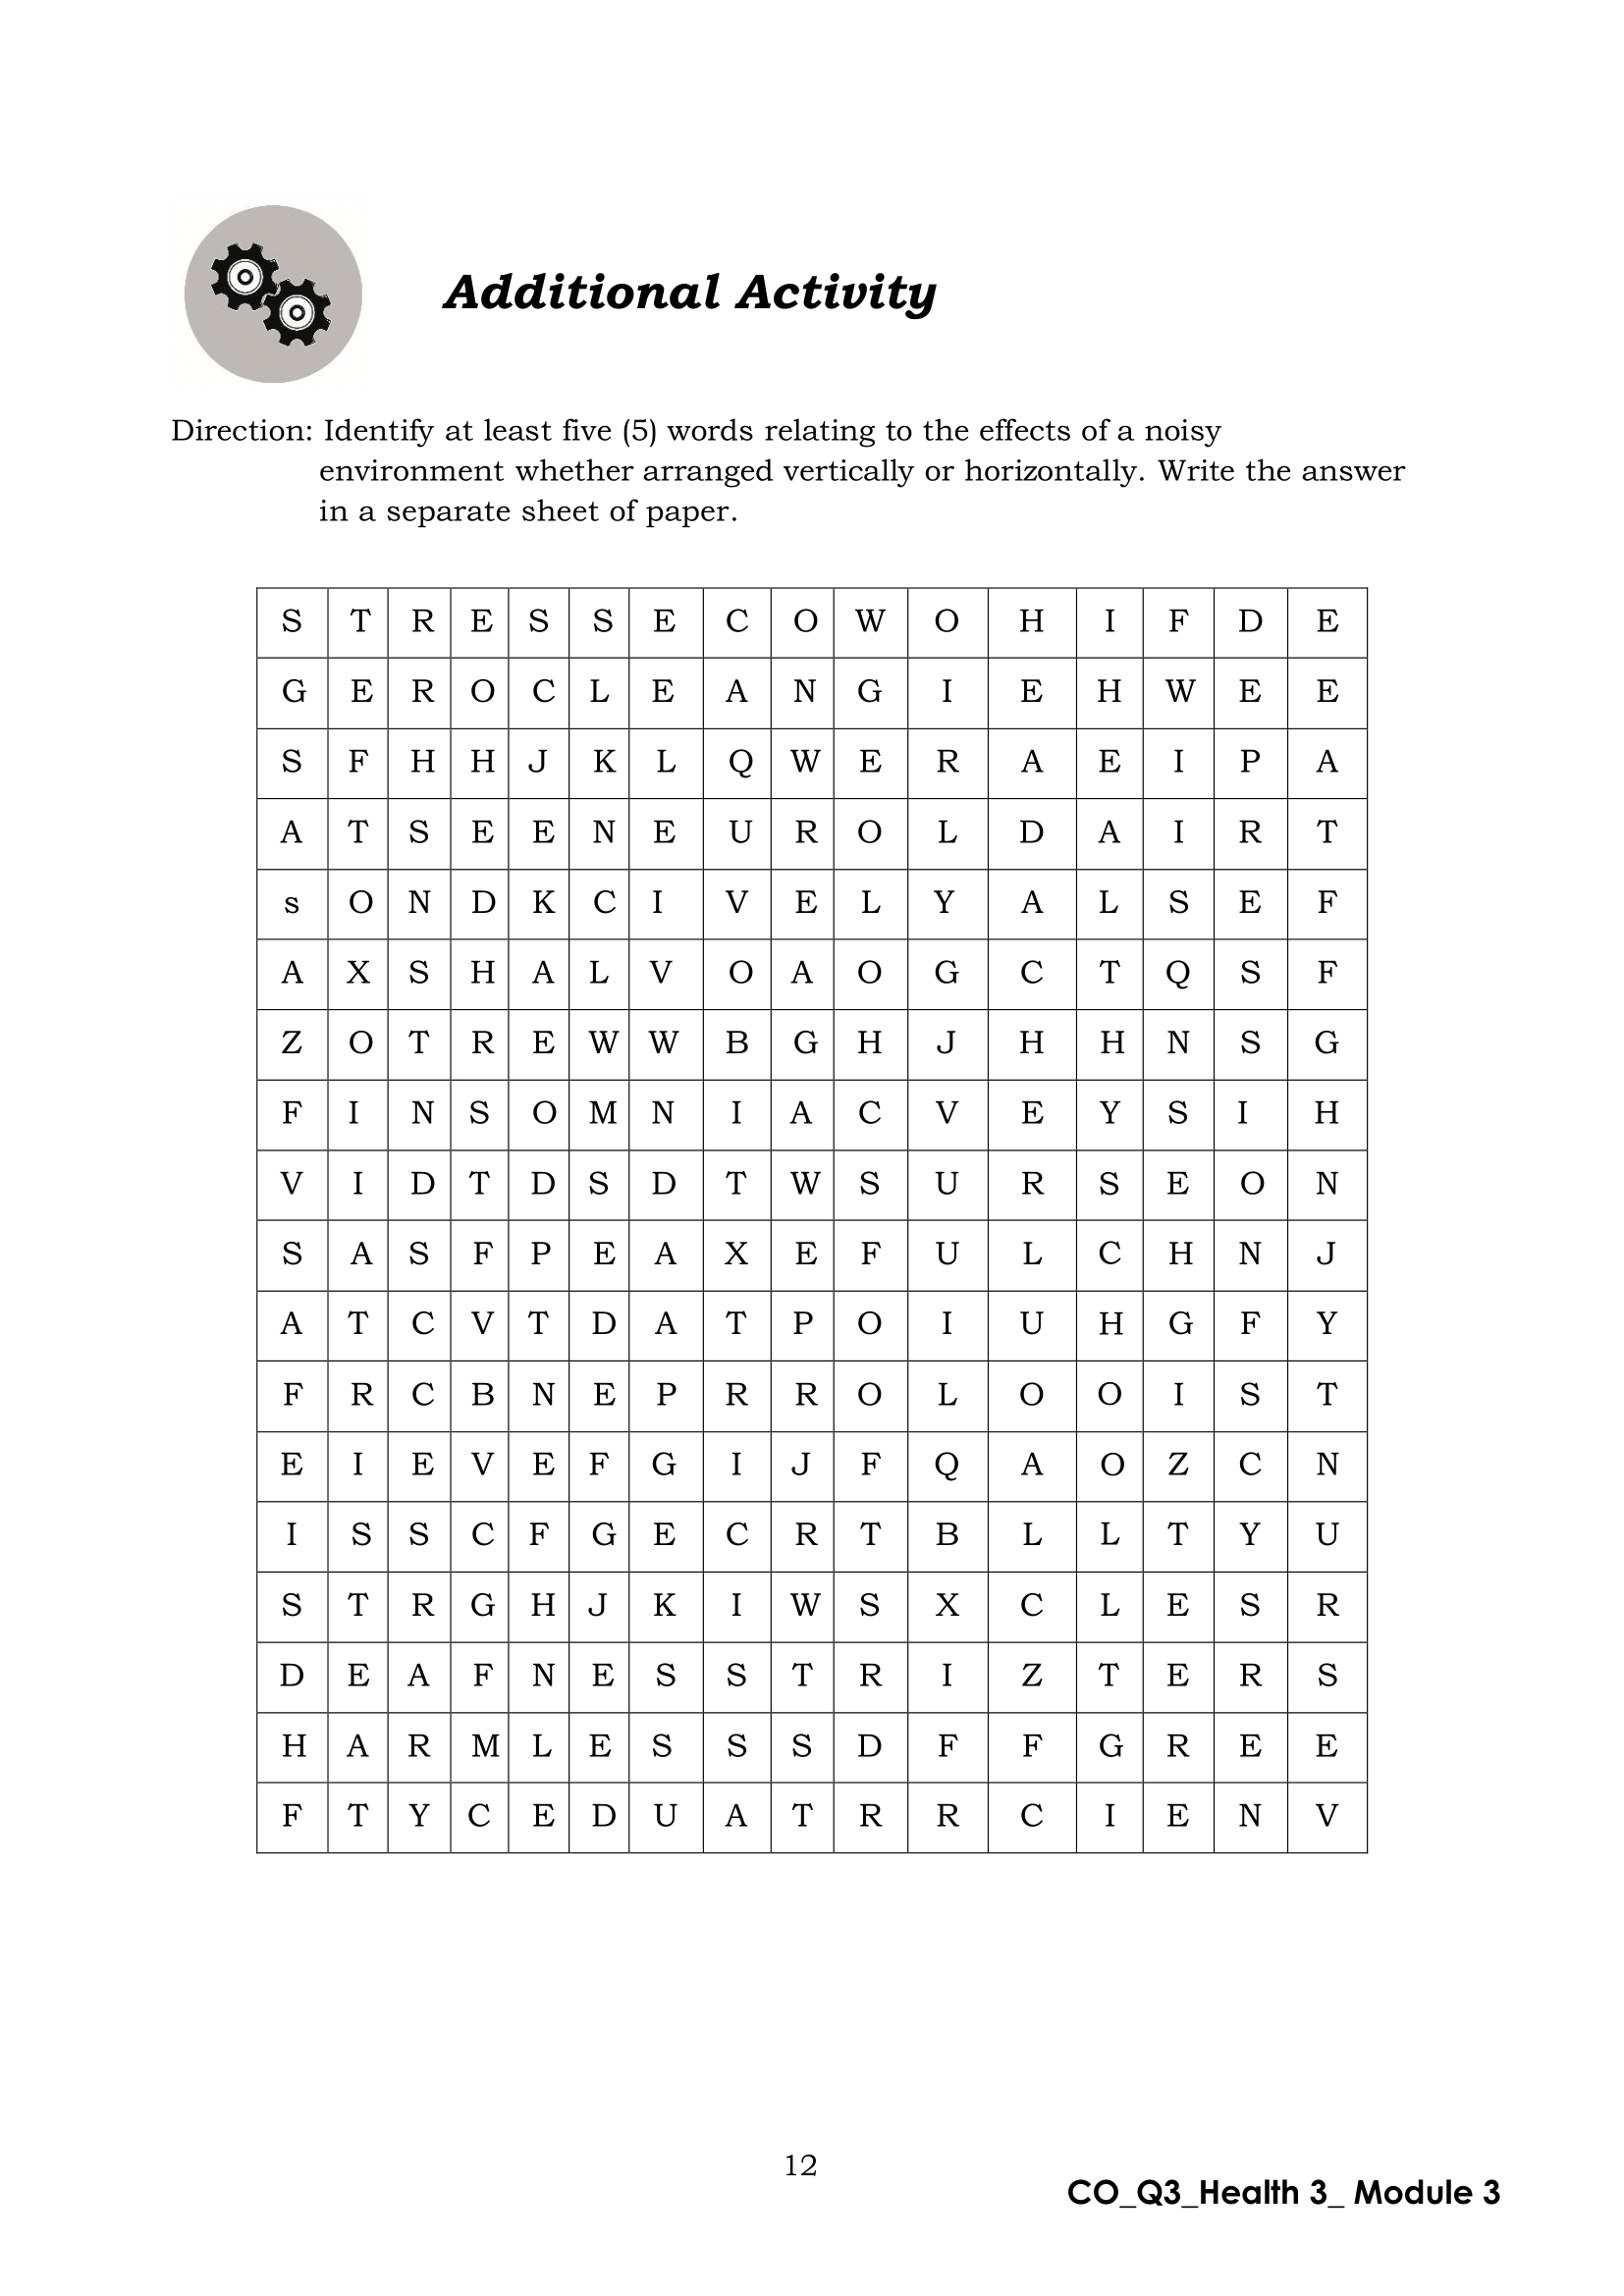 Additional Activity
Direction: Identify at least five (5) words relating to the effects of a noisy
environment whether arranged vertically or horizontally. Write the answer
in a separate sheet of paper.
S T R E S S E C O W O H I F D E
G E R O C L E A N G I E H W E E
S F H H J K L Q W E R A E I P A
A T S E E N E U R O L D A I R T
s O N D K C I V E L Y A L S E F
A X S H A L V O A O G C T Q S F
Z O T R E W W B G H J H H N S G
F I N S O M N I A C V E Y S I H
V I D T D S D T W S U R S E O N
S A S F P E A X E F U L C H N J
A T C V T D A T P O I U H G F Y
F R C B N E P R R O L O O I S T
E I E V E F G I J F Q A O Z C N
I S S C F G E C R T B L L T Y U
S T R G H J K I W S X C L E S R
D E A F N E S S T R I Z T E R S
H A R M L E S S S D F F G R E E
F T Y C E D U A T R R C I E N V
12
CO_Q3_Health 3_ Module 3